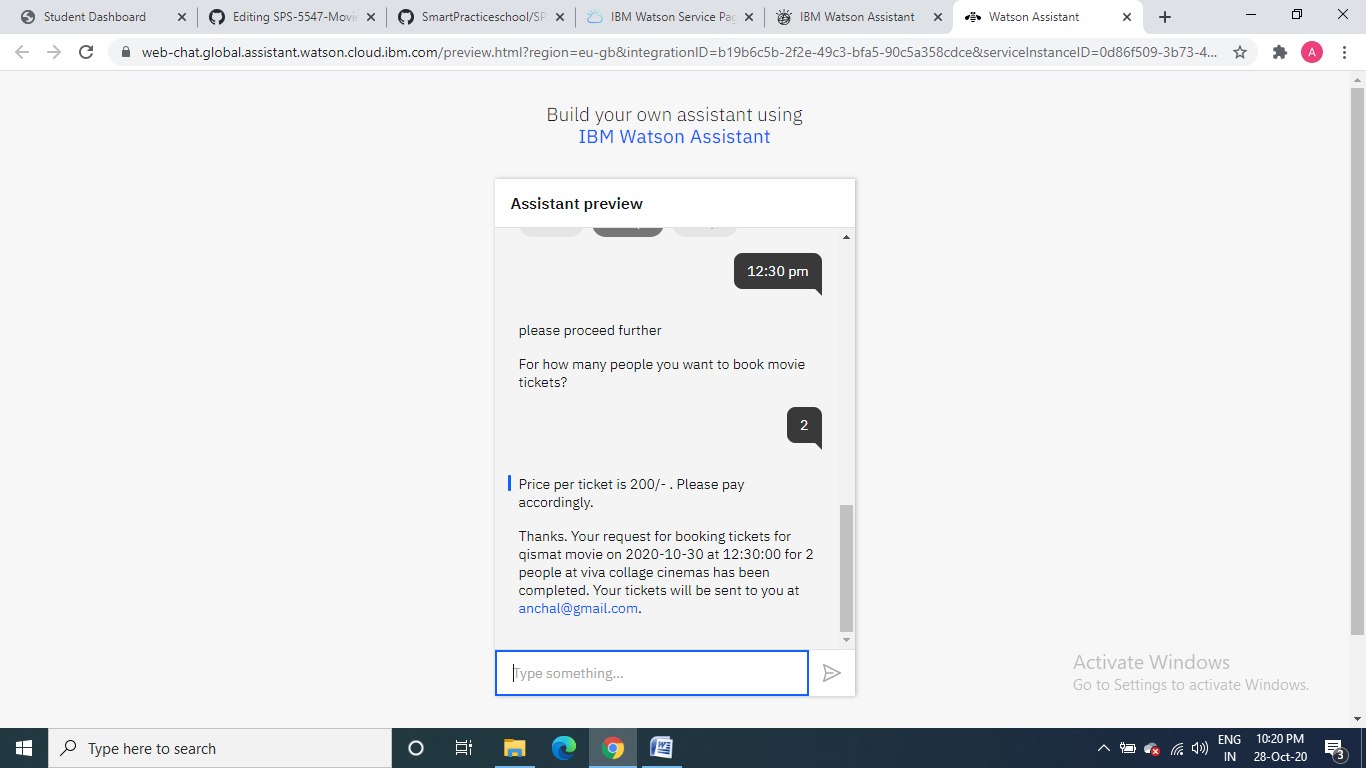 Student Dashboard
Editing SPS-5547-Movie
SmartPracticeschool/SP
IBM Watson Service Pag
IBM Watson Assistant
Watson Assistant
web-chat.global.assistant.watson.cloud.ibm.com/preview.html?region=eu-gb&integrationID=b19b6c5b-2f2e-49c3-bfa5-90c5a358cdce&serviceInstanceID=0d86f509-3b73-4...
A
Build your own assistant using
IBM Watson Assistant
Assistant preview
12:30 pm
please proceed further
For how many people you want to book movie
tickets?
2
Price per ticket is 200/- . Please pay
accordingly.
Thanks. Your request for booking tickets for
qismat movie on 2020-10-30 at 12:30:00 for 2
people at viva collage cinemas has been
completed. Your tickets will be sent to you at
anchal@gmail.com.
Type something...
Activate Windows
Go to Settings to activate Windows.
Type here to search
ENG
IN
10:20 PM
28-Oct-20
3